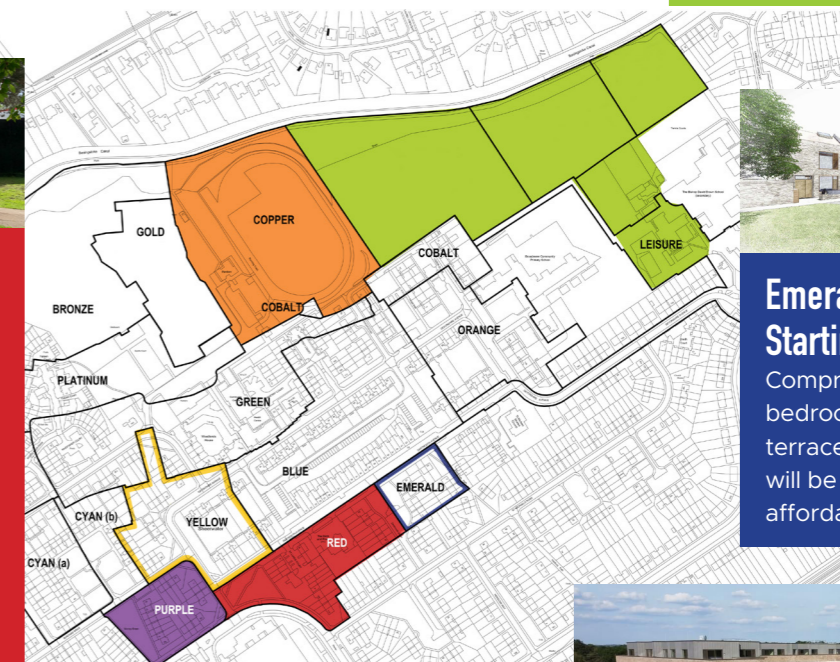 GOLD
COPPER
BRONZE
COBALT
COBALT
LEISURE
ORANGE
PLATINUM
GREEN
BLUE
EMERALD
CYAN (b)
YELLOW
RED
CYAN (a)
PURPLE
Emera
Starti
Compr
bedroo
terrace
will be
afforda